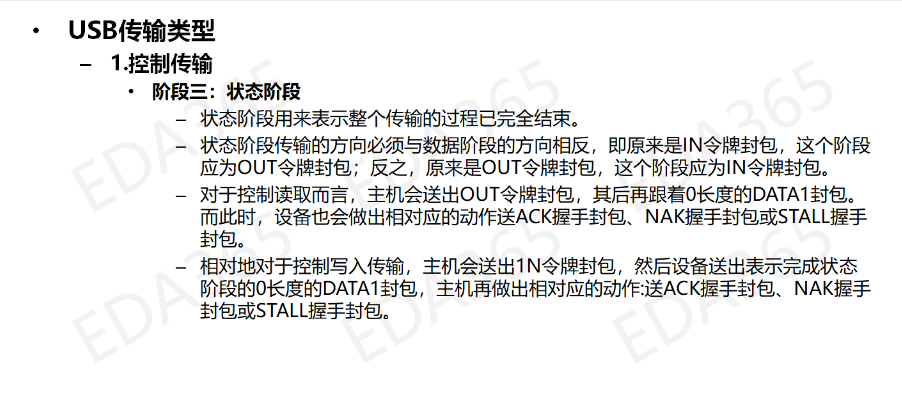 • USB传输类型
– 1.控制传输
• 阶段三：状态阶段
– 状态阶段用来表示整个传输的过程已完全结束。
– 状态阶段传输的方向必须与数据阶段的方向相反，即原来是IN令牌封包，这个阶段
应为OUT令牌封包；反之，原来是OUT令牌封包，这个阶段应为IN令牌封包。
– 对于控制读取而言，主机会送出OUT令牌封包，其后再跟着0长度的DATA1封包。
而此时，设备也会做出相对应的动作送ACK握手封包、NAK握手封包或STALL握手
封包。
– 相对地对于控制写入传输，主机会送出1N令牌封包，然后设备送出表示完成状态
阶段的0长度的DATA1封包，主机再做出相对应的动作:送ACK握手封包、NAK握手
封包或STALL握手封包。
EDA365
EDA365
EDA365
EDA365
EDA365
EDA365